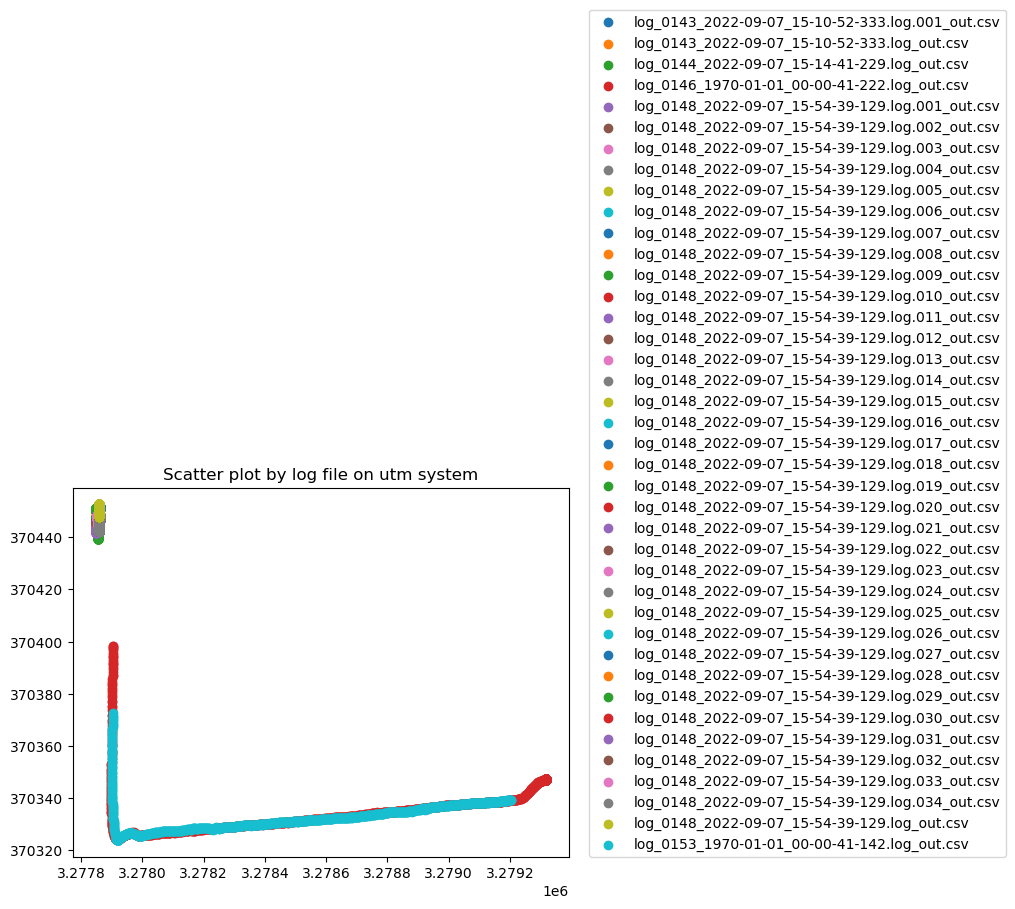 log_0143_2022-09-07_15-10-52-333.log.001_out.csv
log_0143_2022-09-07_15-10-52-333.log_out.csv
log_0144_2022-09-07_15-14-41-229.log_out.csv
log_0146_1970-01-01_00-00-41-222.log_out.csv
log_0148_2022-09-07_15-54-39-129.log.001_out.csv
log_0148_2022-09-07_15-54-39-129.log.002_out.csv
log_0148_2022-09-07_15-54-39-129.log.003_out.csv
log_0148_2022-09-07_15-54-39-129.log.004_out.csv
log_0148_2022-09-07_15-54-39-129.log.005_out.csv
log_0148_2022-09-07_15-54-39-129.log.006_out.csv
log_0148_2022-09-07_15-54-39-129.log.007_out.csv
log_0148_2022-09-07_15-54-39-129.log.008_out.csv
log_0148_2022-09-07_15-54-39-129.log.009_out.csv
log_0148_2022-09-07_15-54-39-129.log.010_out.csv
log_0148_2022-09-07_15-54-39-129.log.011_out.csv
log_0148_2022-09-07_15-54-39-129.log.012_out.csv
log_0148_2022-09-07_15-54-39-129.log.013_out.csv
log_0148_2022-09-07_15-54-39-129.log.014_out.csv
log_0148_2022-09-07_15-54-39-129.log.015_out.csv
log_0148_2022-09-07_15-54-39-129.log.016_out.csv
log_0148_2022-09-07_15-54-39-129.log.017_out.csv
log_0148_2022-09-07_15-54-39-129.log.018_out.csv
log_0148_2022-09-07_15-54-39-129.log.019_out.csv
log_0148_2022-09-07_15-54-39-129.log.020_out.csv
log_0148_2022-09-07_15-54-39-129.log.021_out.csv
log_0148_2022-09-07_15-54-39-129.log.022_out.csv
log_0148_2022-09-07_15-54-39-129.log.023_out.csv
log_0148_2022-09-07_15-54-39-129.log.024_out.csv
log_0148_2022-09-07_15-54-39-129.log.025_out.csv
log_0148_2022-09-07_15-54-39-129.log.026_out.csv
log_0148_2022-09-07_15-54-39-129.log.027_out.csv
log_0148_2022-09-07_15-54-39-129.log.028_out.csv
log_0148_2022-09-07_15-54-39-129.log.029_out.csv
log_0148_2022-09-07_15-54-39-129.log.030_out.csv
log_0148_2022-09-07_15-54-39-129.log.031_out.csv
log_0148_2022-09-07_15-54-39-129.log.032_out.csv
log_0148_2022-09-07_15-54-39-129.log.033_out.csv
log_0148_2022-09-07_15-54-39-129.log.034_out.csv
log_0148_2022-09-07_15-54-39-129.log_out.csv
log_0153_1970-01-01_00-00-41-142.log_out.csv
Scatter plot by log file on utm system
370440
370420
370400
370380
370360
370340
370320
3.2778 3.2780 3.2782 3.2784 3.2786 3.2788 3.2790 3.2792
1e6